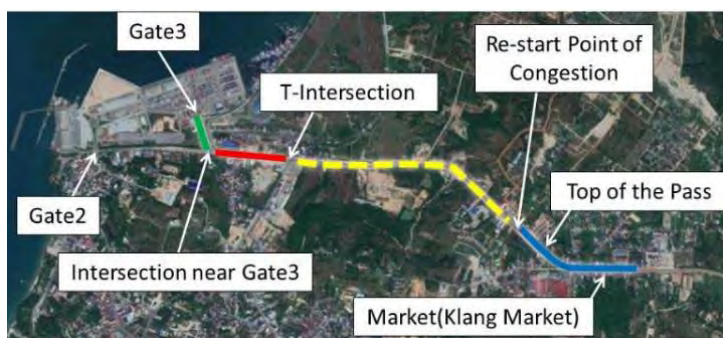 Gate3
Re-start Point of
Congestion
T-Intersection
Top of the Pass
Gate2
Intersection near Gate3
Market(Klang Market)